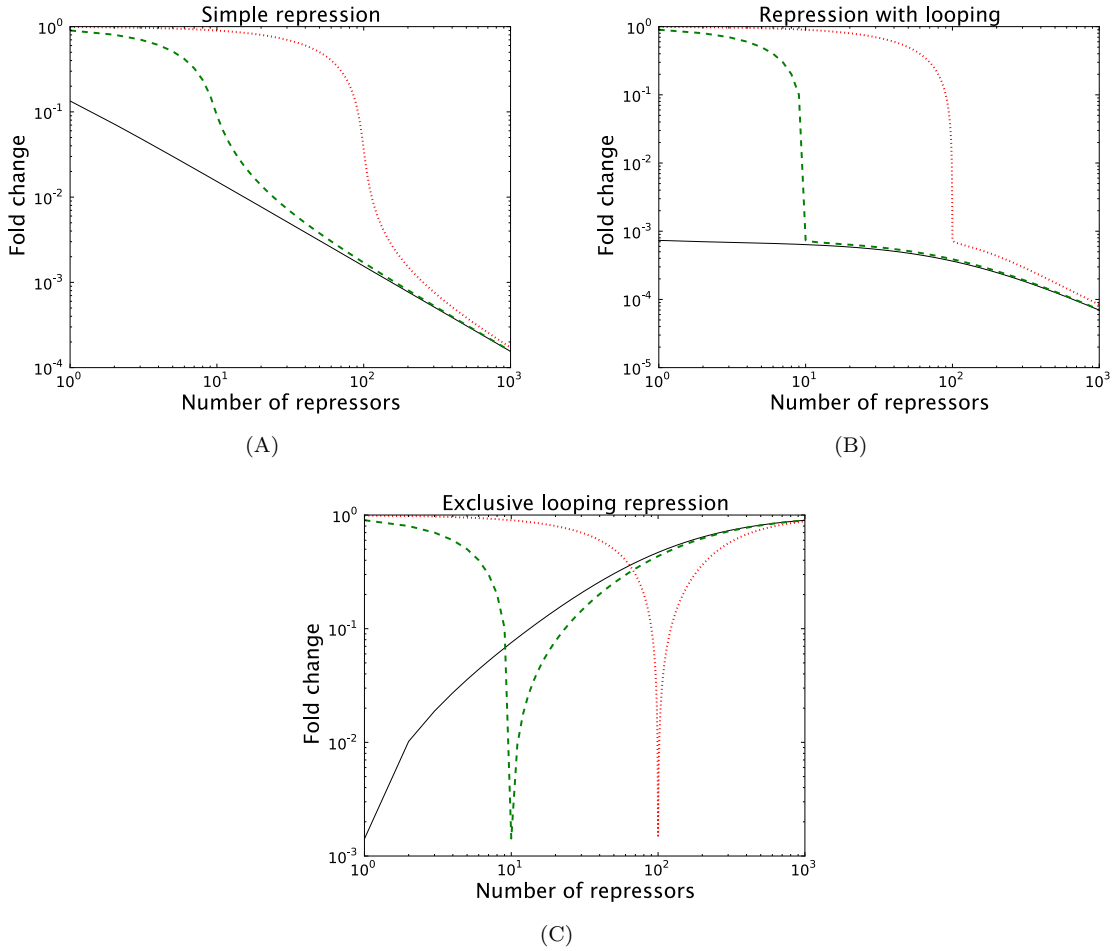 Simple repression
10^0
10^-1
10^-2
10^-3
10^-4
Fold change
10^0 10^1 10^2 10^3
Number of repressors
(A)
Repression with looping
10^0
10^-1
10^-2
10^-3
10^-4
10^-5
Fold change
10^0 10^1 10^2 10^3
Number of repressors
(B)
Exclusive looping repression
10^0
10^-1
10^-2
10^-3
Fold change
10^0 10^1 10^2 10^3
Number of repressors
(C)